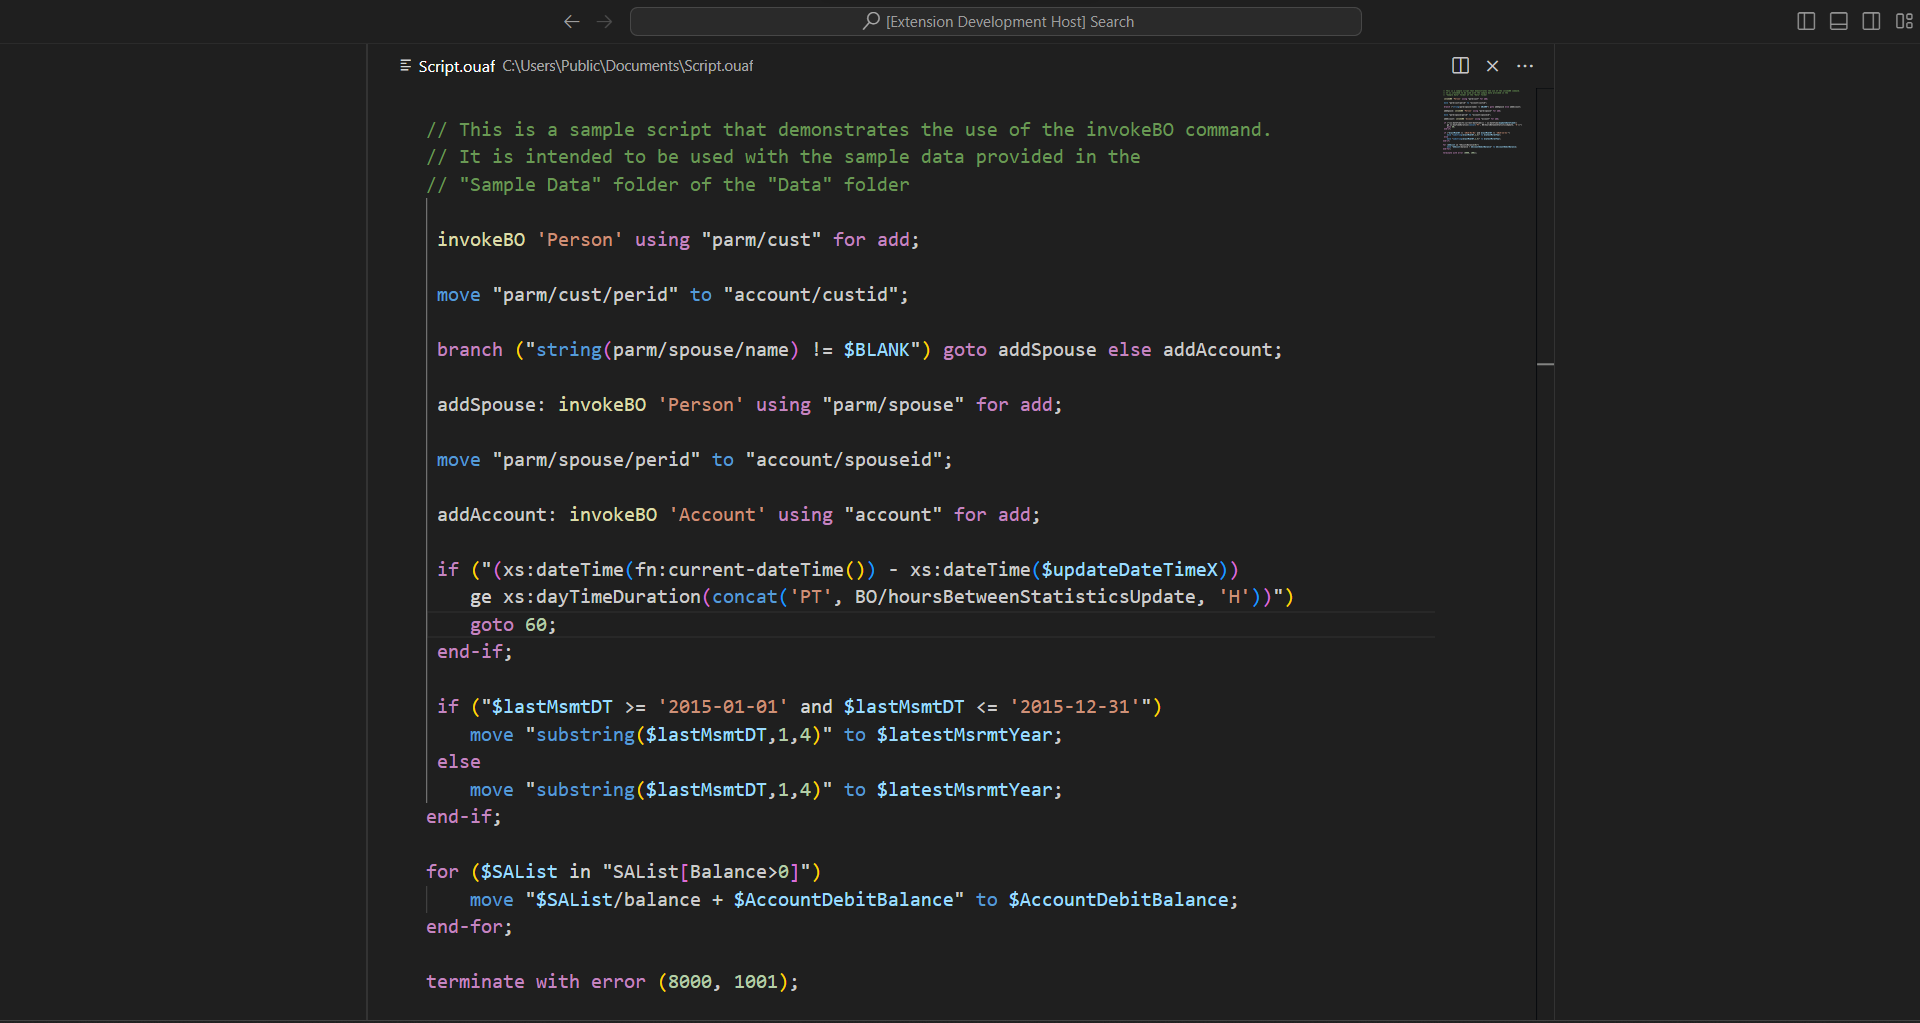 [Extension Development Host] Search
Script.ouaf C:\Users\Public\Documents\Script.ouaf
// This is a sample script that demonstrates the use of the invokeBO command.
// It is intended to be used with the sample data provided in the
// "Sample Data" folder of the "Data" folder
invokeBO 'Person' using "parm/cust" for add;
move "parm/cust/perid" to "account/custid";
branch ("string(parm/spouse/name) != $BLANK") goto addSpouse else addAccount;
addSpouse: invokeBO 'Person' using "parm/spouse" for add;
move "parm/spouse/perid" to "account/spouseid";
addAccount: invokeBO 'Account' using "account" for add;
if ("(xs:dateTime(fn:current-dateTime()) - xs:dateTime($updateDateTimeX))
ge xs:dayTimeDuration(concat('PT', BO/hoursBetweenStatisticsUpdate, 'H'))")
goto 60;
end-if;
if ("$lastMsmtDT >= '2015-01-01' and $lastMsmtDT <= '2015-12-31'")
move "substring($lastMsmtDT,1,4)" to $latestMsrmtYear;
else
move "substring($lastMsmtDT,1,4)" to $latestMsrmtYear;
end-if;
for ($SAList in "SAList[Balance>0]")
move "$SAList/balance + $AccountDebitBalance" to $AccountDebitBalance;
end-for;
terminate with error (8000, 1001);